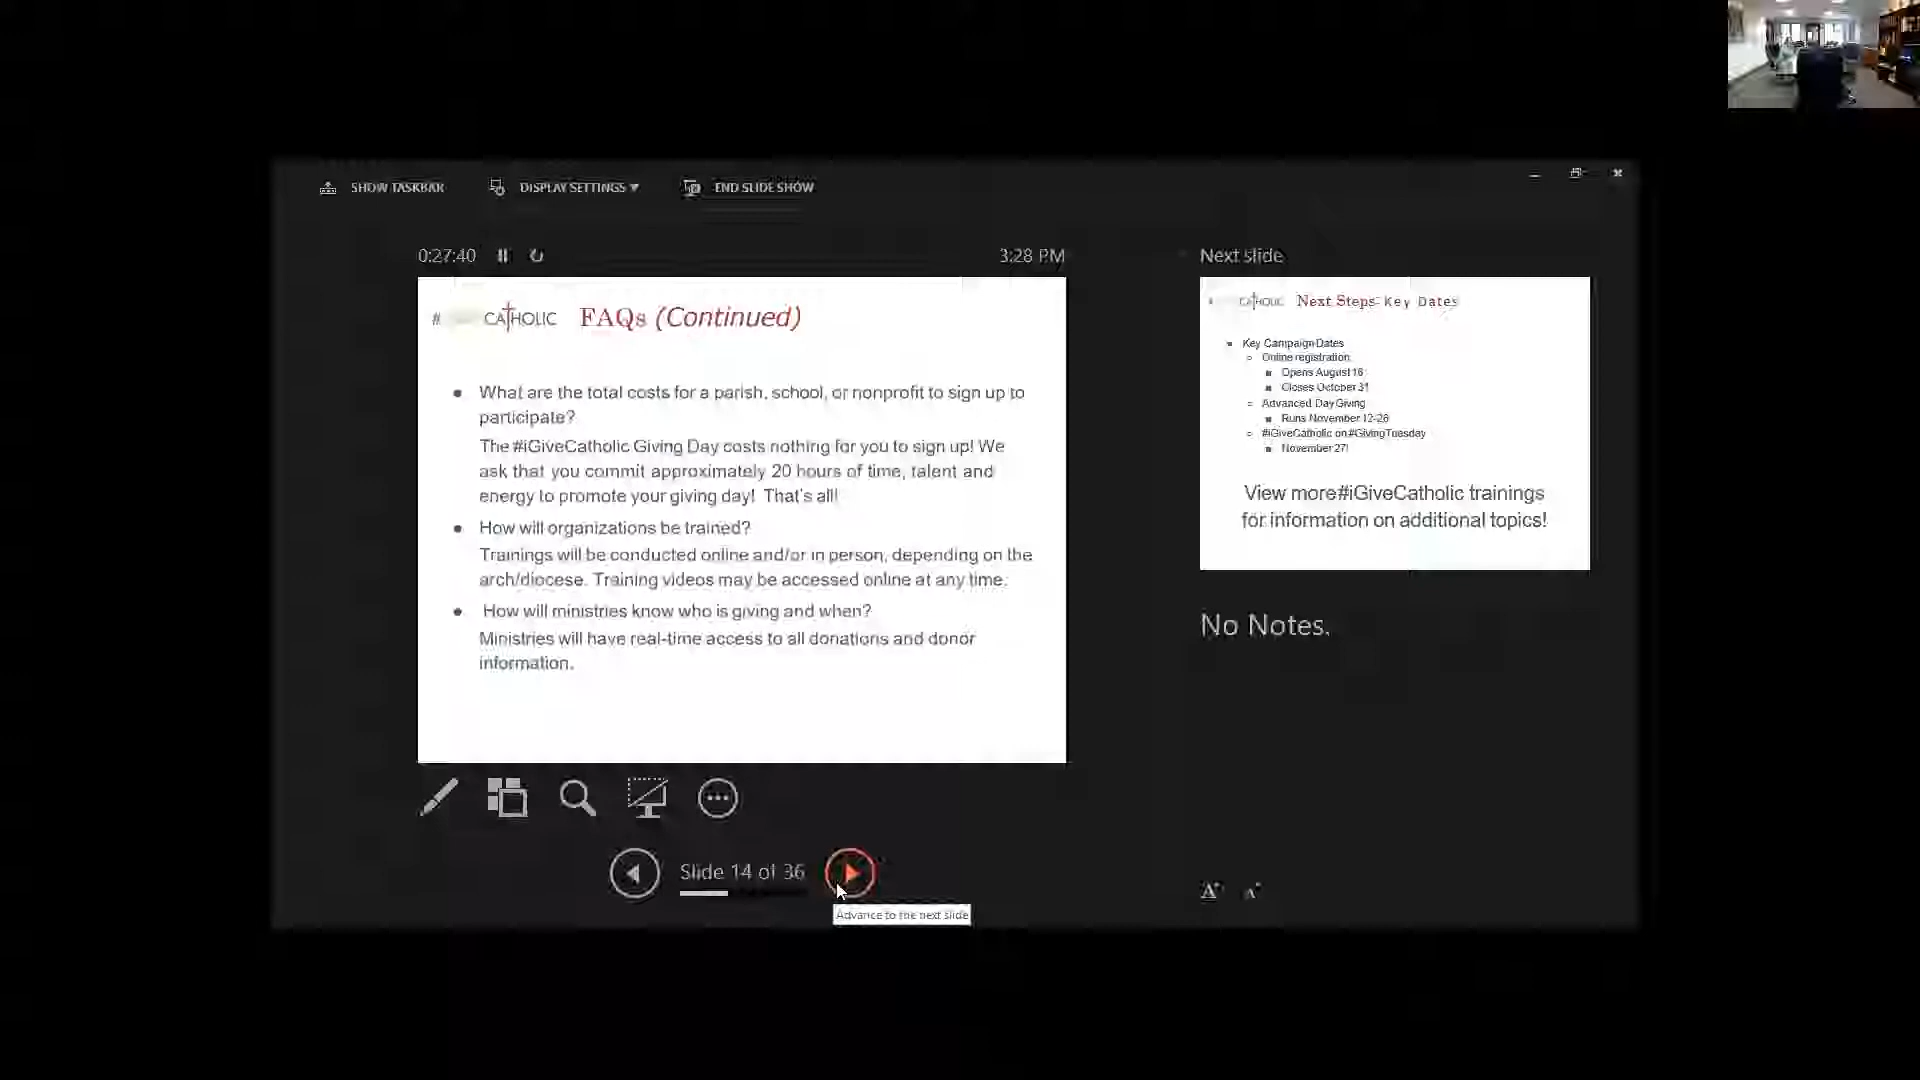 SHOW TASKBAR
DISPLAY SETTINGS
END SLIDE SHOW
0:27:40
3:28 PM
Next slide
# CATHOLIC FAQs (Continued)
What are the total costs for a parish, school, or nonprofit to sign up to
participate?
The #iGiveCatholic Giving Day costs nothing for you to sign up! We
ask that you commit approximately 20 hours of time, talent and
energy to promote your giving day! That's all!
How will organizations be trained?
Trainings will be conducted online and/or in person, depending on the
arch/diocese. Training videos may be accessed online at any time.
How will ministries know who is giving and when?
Ministries will have real-time access to all donations and donor
information.
CATHOLIC Next Steps- Key Dates
Key Campaign Dates
Online registration
Opens August 16
Closes October 31
Advanced Day Giving
Runs November 12-26
#iGiveCatholic on #GivingTuesday
November 27!
View more #iGiveCatholic trainings
for information on additional topics!
No Notes.
Slide 14 of 36
Advance to the next slide
A A